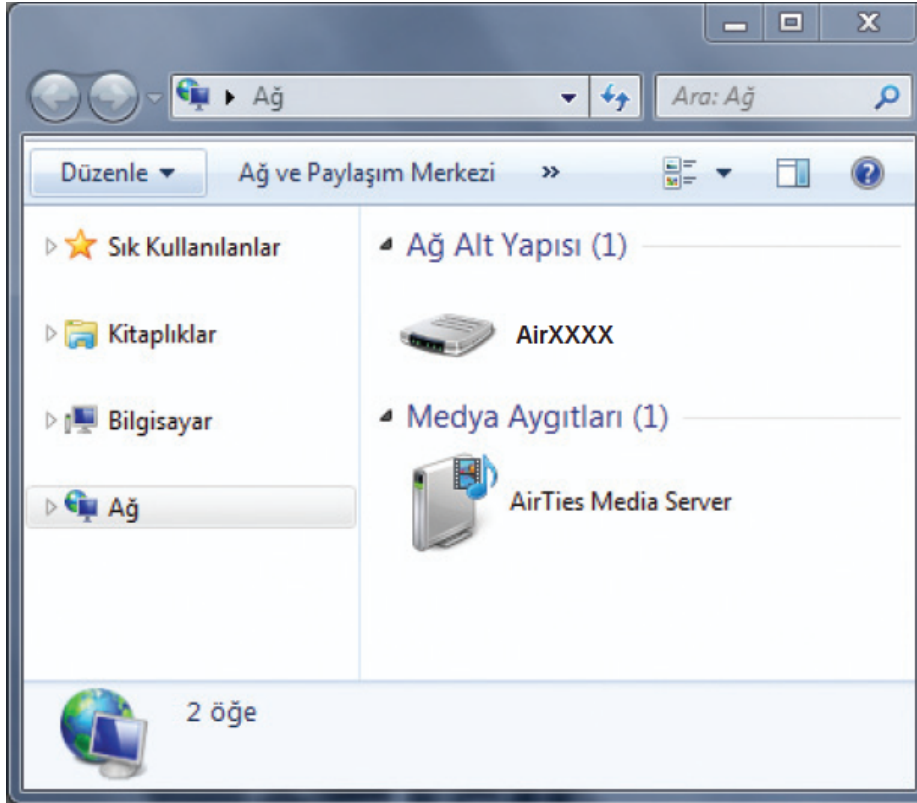 Ağ
Ara: Ağ
Düzenle
Ağ ve Paylaşım Merkezi
»
Sık Kullanılanlar
Kitaplıklar
Bilgisayar
Ağ
Ağ Alt Yapısı (1)
AirXXXX
Medya Aygıtları (1)
AirTies Media Server
2 öğe